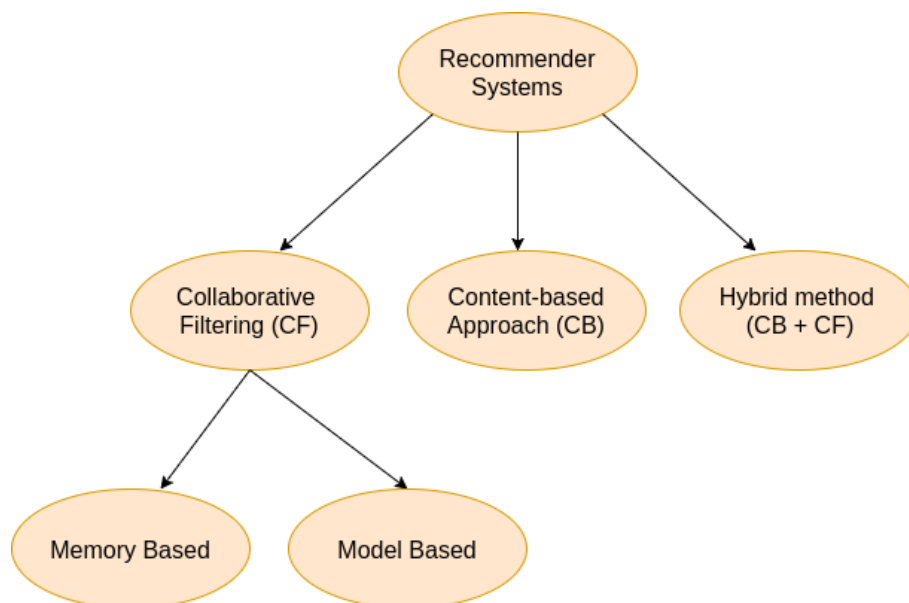 Recommender
Systems
Collaborative
Filtering (CF)
Content-based
Approach (CB)
Hybrid method
(CB + CF)
Memory Based
Model Based